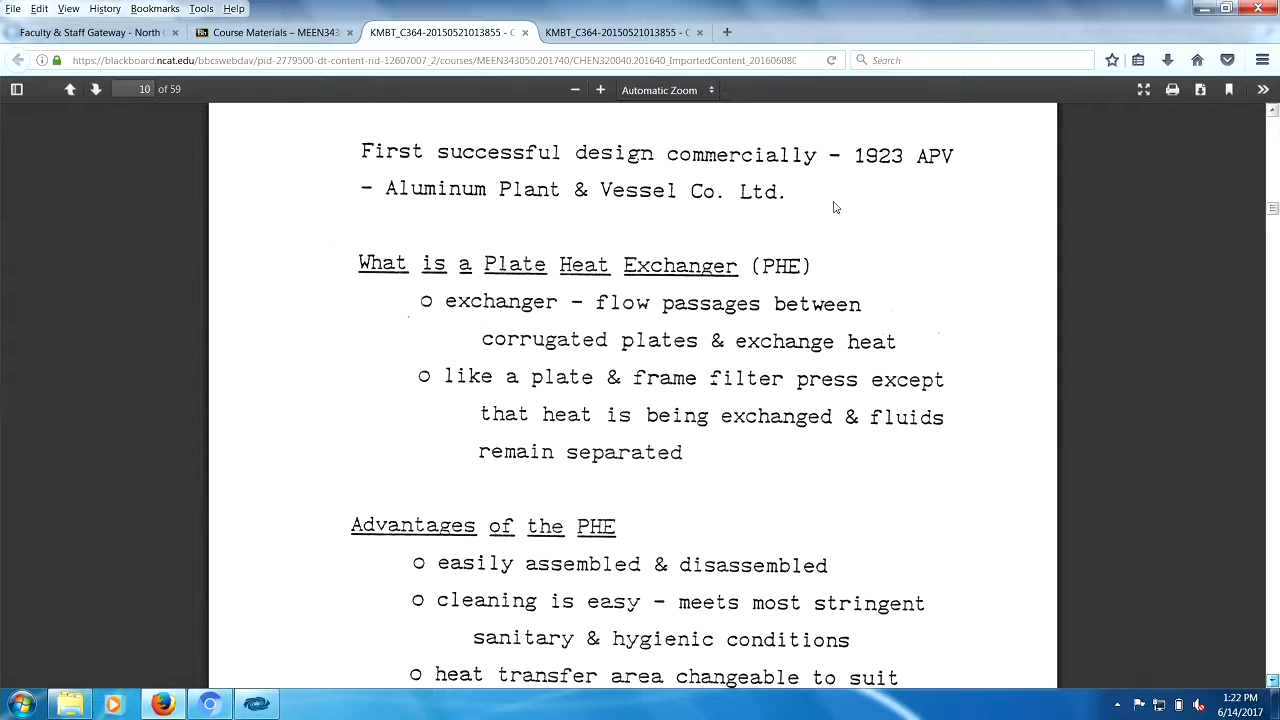 File Edit View History Bookmarks Tools Help
Faculty & Staff Gateway - North C × Course Materials – MEEN343 × KMBT_C364-20150521013855 - C × KMBT_C364-20150521013855 - C × +
https://blackboard.ncat.edu/bbcswebdav/pid-2779500-dt-content-rid-12607007_2/courses/MEEN343050.201740/CHEN320040.201640_ImportedContent_201606080 Search
10 of 59 Automatic Zoom
First successful design commercially - 1923 APV
- Aluminum Plant & Vessel Co. Ltd.
What is a Plate Heat Exchanger (PHE)
o exchanger - flow passages between
corrugated plates & exchange heat
o like a plate & frame filter press except
that heat is being exchanged & fluids
remain separated
Advantages of the PHE
o easily assembled & disassembled
o cleaning is easy - meets most stringent
sanitary & hygienic conditions
o heat transfer area changeable to suit
1:22 PM
6/14/2017